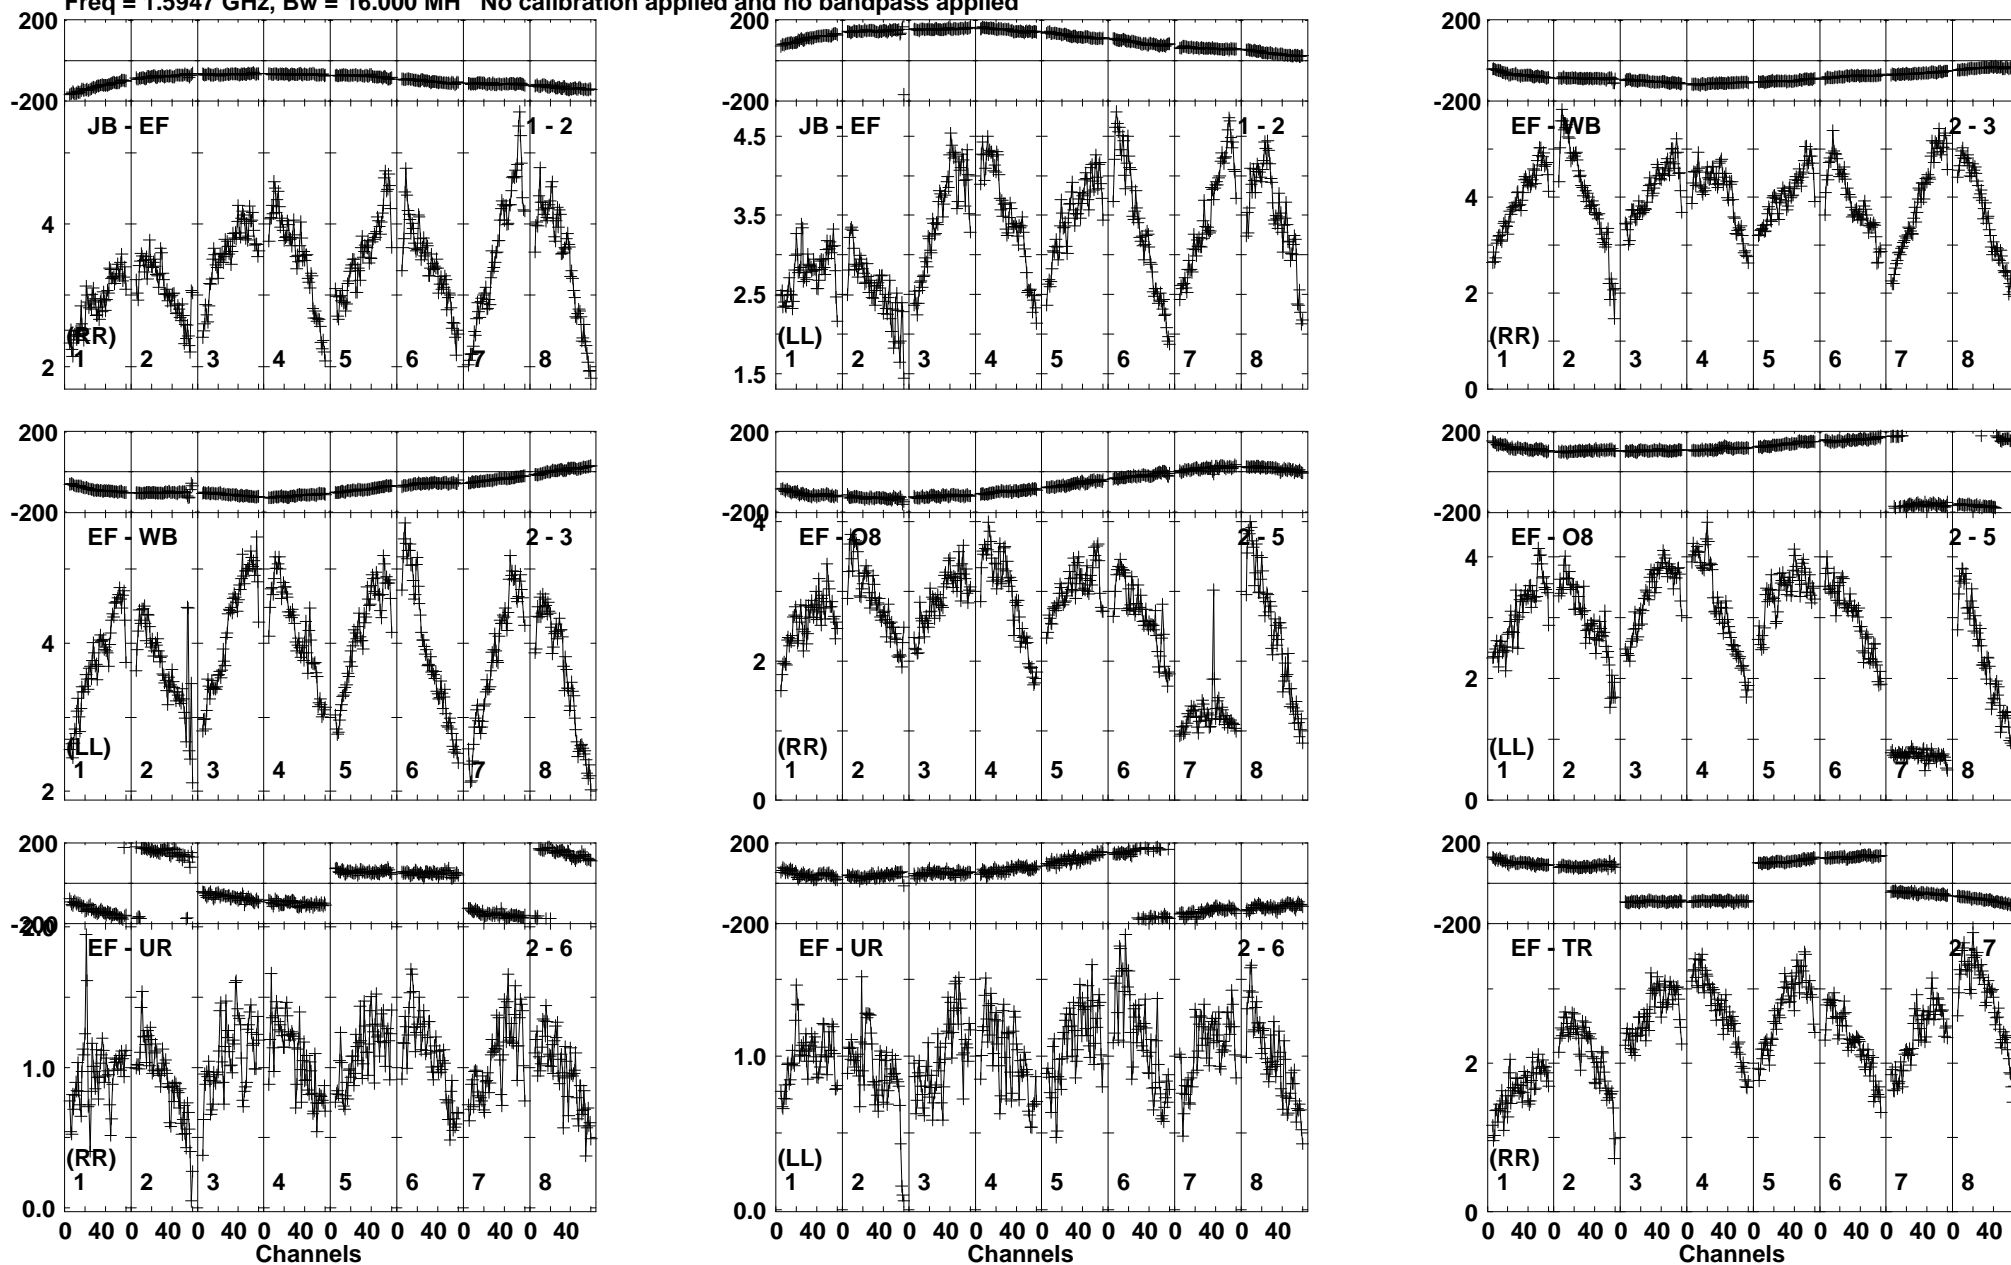 Freq = 1.5947 GHz, Bw = 16.000 MH No calibration applied and no bandpass applied
200 200 200
-200 -200 -200
JB - EF 1 - 2 JB - EF 1 - 2 EF - WB 2 - 3
4.5
4 3.5 4
2.5 2
(RR) (LL) (RR)
1 2 3 4 5 6 7 8 1 2 3 4 5 6 7 8 1 2 3 4 5 6 7 8
2 1.5 0
200 200 200
-200 -200 -200
EF - WB 2 - 3 EF - O8 2 - 5 EF - O8 2 - 5
4 4
4 2 2
(LL) (RR) (LL)
1 2 3 4 5 6 7 8 1 2 3 4 5 6 7 8 1 2 3 4 5 6 7 8
2 0 0
200 200 200
-200 -200 -200
2.0
EF - UR 2 - 6 EF - UR 2 - 6 EF - TR 2 - 7
1.0 1.0 2
(RR) (LL) (RR)
1 2 3 4 5 6 7 8 1 2 3 4 5 6 7 8 1 2 3 4 5 6 7 8
0.0 0.0 0
0 40 0 40 0 40 0 40 0 40 0 40 0 40 0 40 0 40 0 40 0 40 0 40 0 40 0 40 0 40 0 40 0 40 0 40 0 40 0 40 0 40 0 40 0 40 0 40
Channels Channels Channels